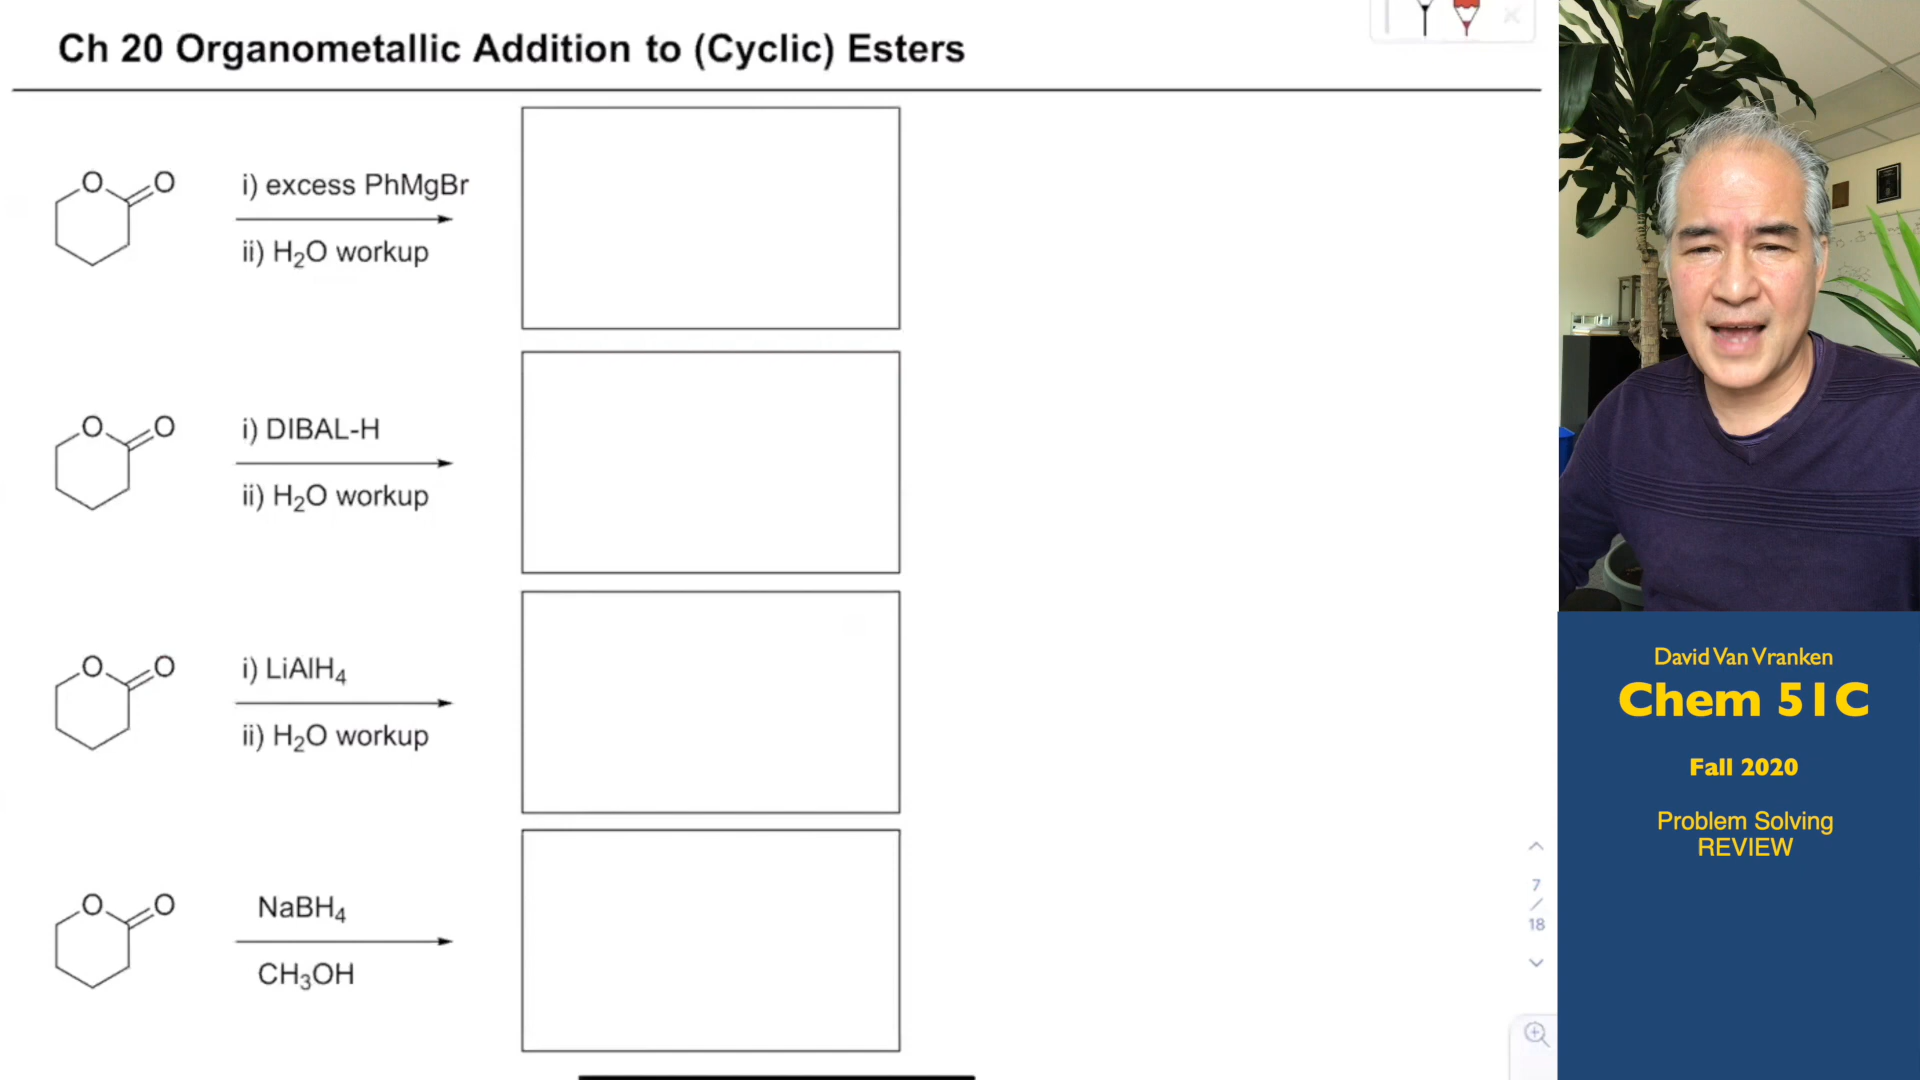 Ch 20 Organometallic Addition to (Cyclic) Esters
O
O
i) excess PhMgBr
ii) H₂O workup
O
O
i) DIBAL-H
ii) H₂O workup
O
O
i) LiAlH₄
ii) H₂O workup
O
O
NaBH₄
CH₃OH
7
/
18
David Van Vranken
Chem 51C
Fall 2020
Problem Solving
REVIEW